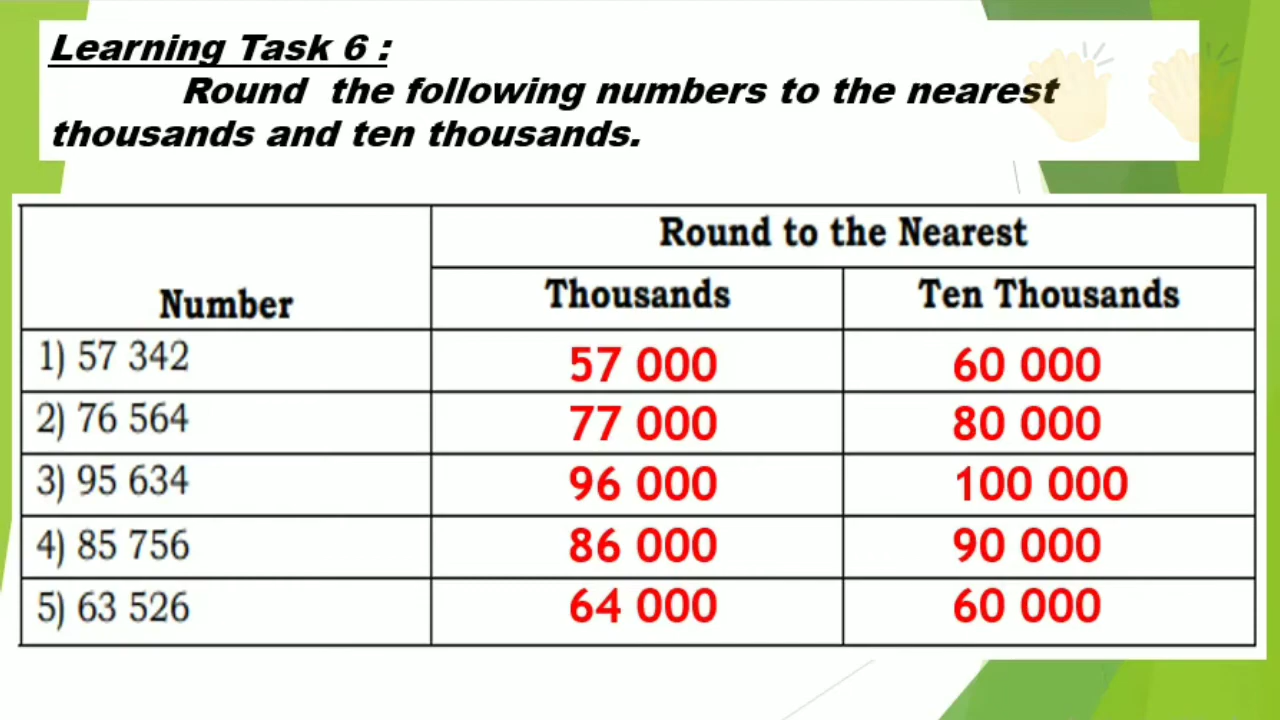 Learning Task 6 :
Round the following numbers to the nearest
thousands and ten thousands.
Round to the Nearest
Number Thousands Ten Thousands
1) 57 342 57 000 60 000
2) 76 564 77 000 80 000
3) 95 634 96 000 100 000
4) 85 756 86 000 90 000
5) 63 526 64 000 60 000